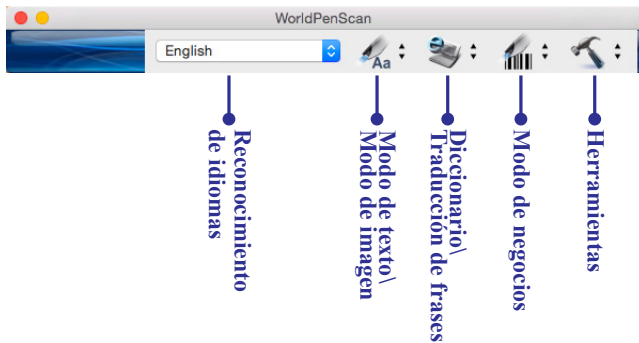 WorldPenScan
English
Aa
Reconocimiento
de idiomas
Modo de texto\
Modo de imagen
Diccionario\
Traducción de frases
Modo de negocios
Herramientas